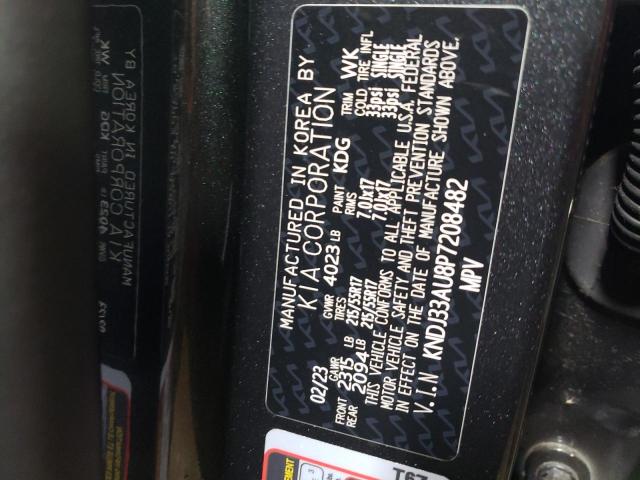 MANUFACTURED IN KOREA BY
KIA CORPORATION
02/23 GVWR 4023 LB PAINT KDG TRIM WK
GAWR TIRES RIMS COLD TIRE INFL
FRONT 2315 LB 215/55R17 7.0Jx17 33psi SINGLE
REAR 2094 LB 215/55R17 7.0Jx17 33psi SINGLE
THIS VEHICLE CONFORMS TO ALL APPLICABLE U.S.A. FEDERAL
MOTOR VEHICLE SAFETY AND THEFT PREVENTION STANDARDS
IN EFFECT ON THE DATE OF MANUFACTURE SHOWN ABOVE.
V.I.N KNDJ33AU8P7208482
MPV